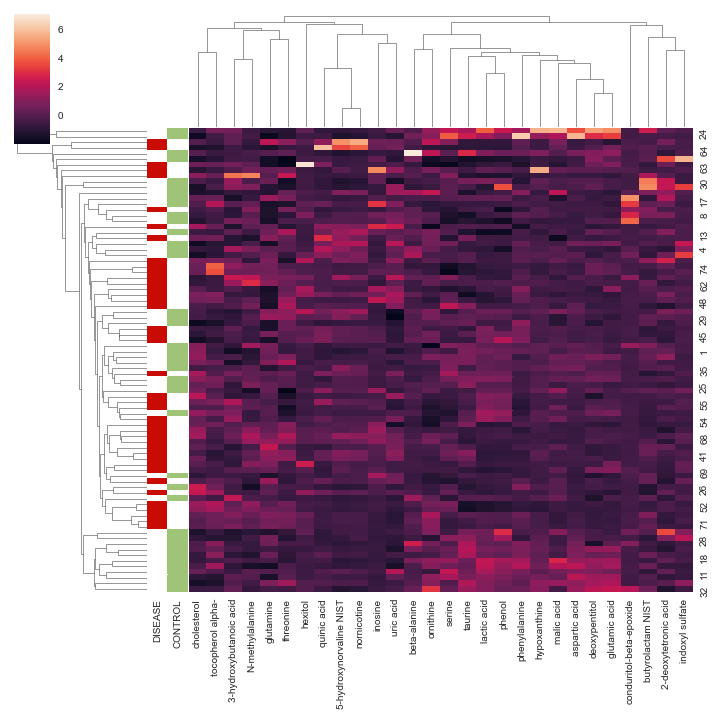 6
4
2
0
24
64
63
30
17
8
13
4
74
62
48
29
45
1
35
25
55
54
68
41
69
26
52
71
28
18
11
32
DISEASE
CONTROL
cholesterol
tocopherol alpha-
3-hydroxybutanoic acid
N-methylalanine
glutamine
threonine
hexitol
quinic acid
5-hydroxynorvaline NIST
nornicotine
inosine
uric acid
beta-alanine
ornithine
serine
taurine
lactic acid
phenol
phenylalanine
hypoxanthine
malic acid
aspartic acid
deoxypentitol
glutamic acid
conduritol-beta-epoxide
butyrolactam NIST
2-deoxytetronic acid
indoxyl sulfate